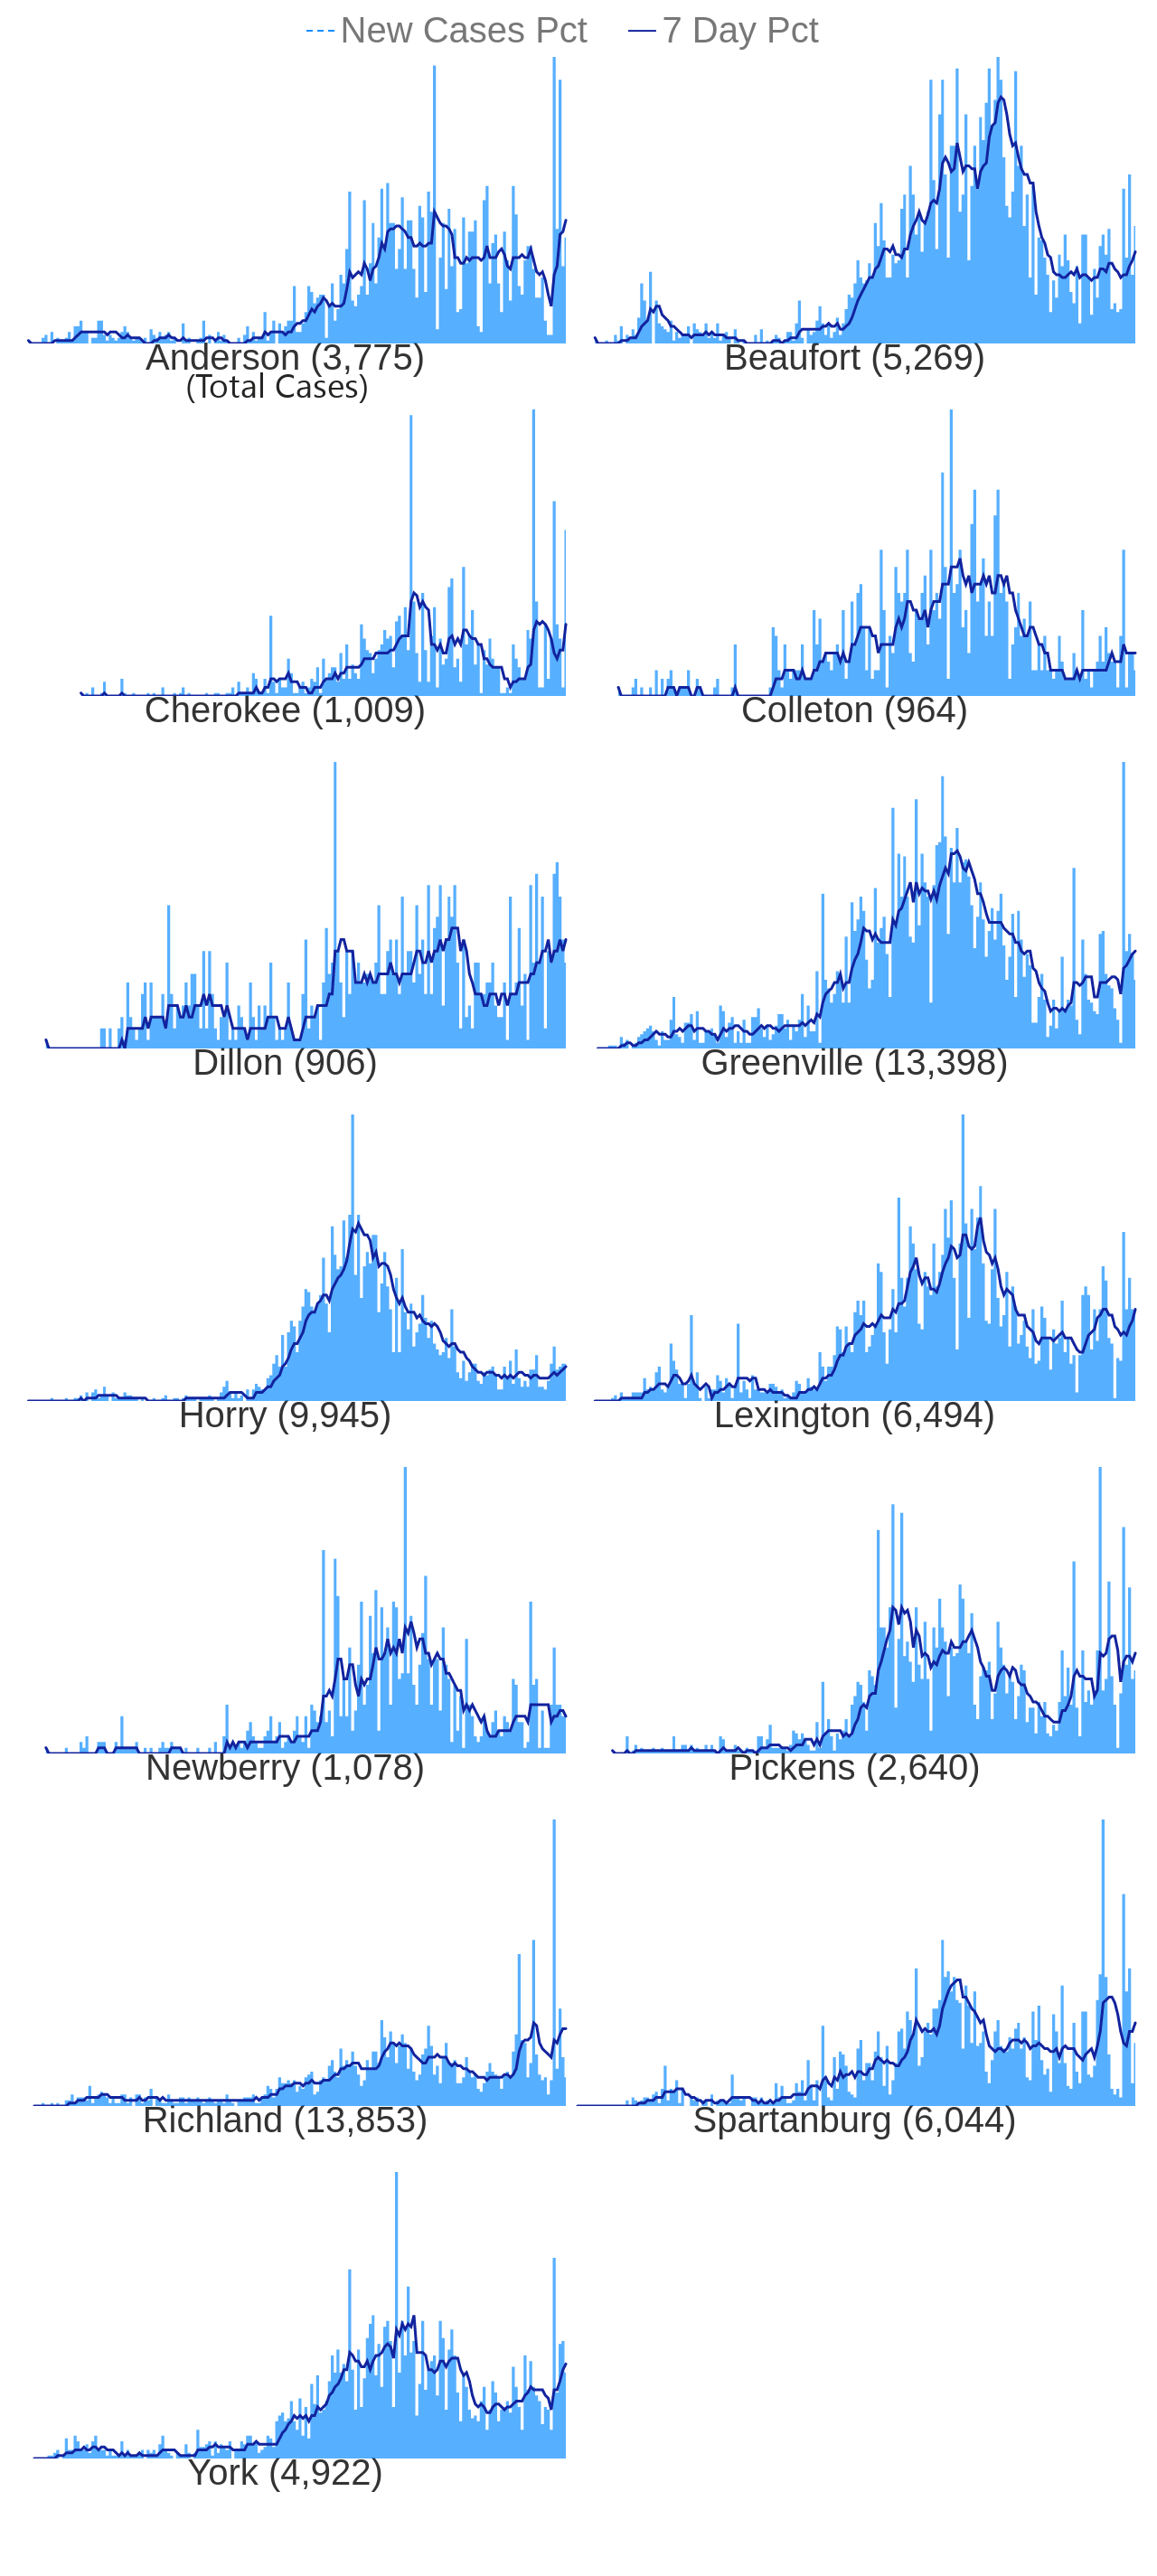 New Cases Pct 7 Day Pct
Anderson (3,775) Beaufort (5,269)
(Total Cases)
Cherokee (1,009) Colleton (964)
Dillon (906) Greenville (13,398)
Horry (9,945) Lexington (6,494)
Newberry (1,078) Pickens (2,640)
Richland (13,853) Spartanburg (6,044)
York (4,922)